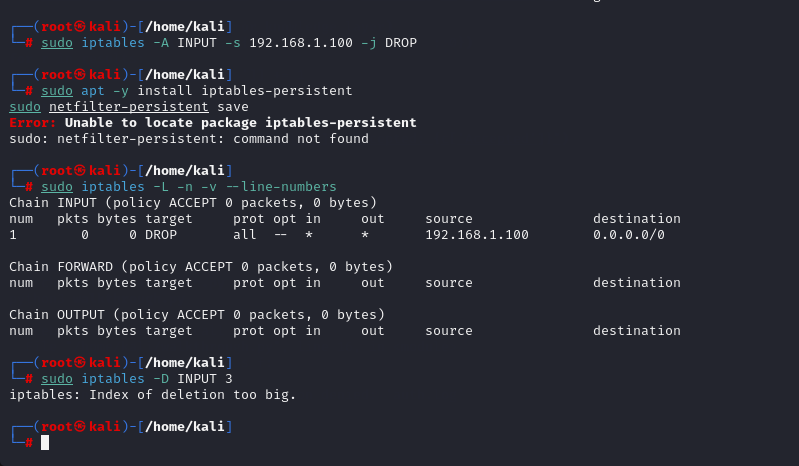 ┌──(root㉿kali)-[/home/kali]
└─# sudo iptables -A INPUT -s 192.168.1.100 -j DROP
┌──(root㉿kali)-[/home/kali]
└─# sudo apt -y install iptables-persistent
sudo netfilter-persistent save
Error: Unable to locate package iptables-persistent
sudo: netfilter-persistent: command not found
┌──(root㉿kali)-[/home/kali]
└─# sudo iptables -L -n -v --line-numbers
Chain INPUT (policy ACCEPT 0 packets, 0 bytes)
num   pkts bytes target     prot opt in     out     source               destination
1        0     0 DROP       all  --  *      *       192.168.1.100        0.0.0.0/0
Chain FORWARD (policy ACCEPT 0 packets, 0 bytes)
num   pkts bytes target     prot opt in     out     source               destination
Chain OUTPUT (policy ACCEPT 0 packets, 0 bytes)
num   pkts bytes target     prot opt in     out     source               destination
┌──(root㉿kali)-[/home/kali]
└─# sudo iptables -D INPUT 3
iptables: Index of deletion too big.
┌──(root㉿kali)-[/home/kali]
└─#